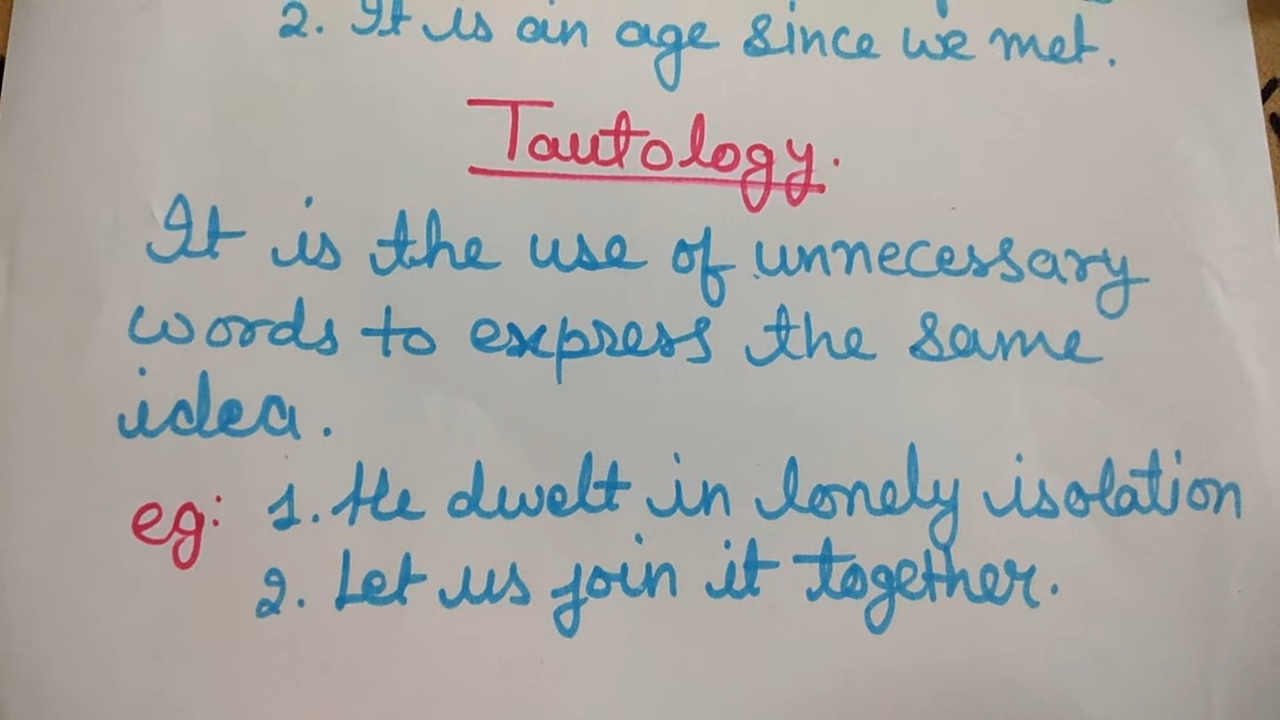 2. It is an age since we met.
Tautology.
It is the use of unnecessary
words to express the same
idea.
eg: 1. He dwelt in lonely isolation
2. Let us join it together.